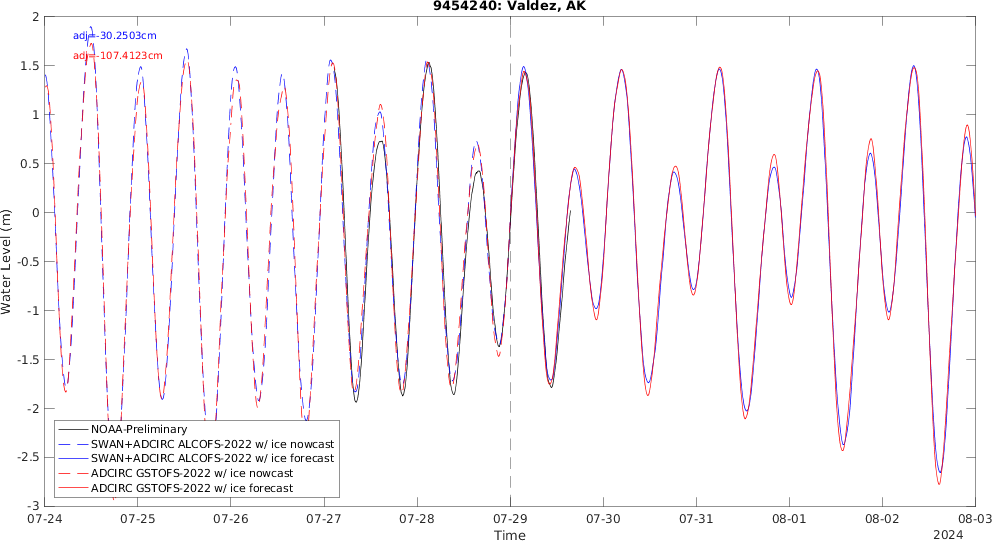 9454240: Valdez, AK
adj=-30.2503cm
adj=-107.4123cm
Water Level (m)
2
1.5
1
0.5
0
-0.5
-1
-1.5
-2
-2.5
-3
NOAA-Preliminary
SWAN+ADCIRC ALCOFS-2022 w/ ice nowcast
SWAN+ADCIRC ALCOFS-2022 w/ ice forecast
ADCIRC GSTOFS-2022 w/ ice nowcast
ADCIRC GSTOFS-2022 w/ ice forecast
07-24 07-25 07-26 07-27 07-28 07-29 07-30 07-31 08-01 08-02 08-03
Time
2024